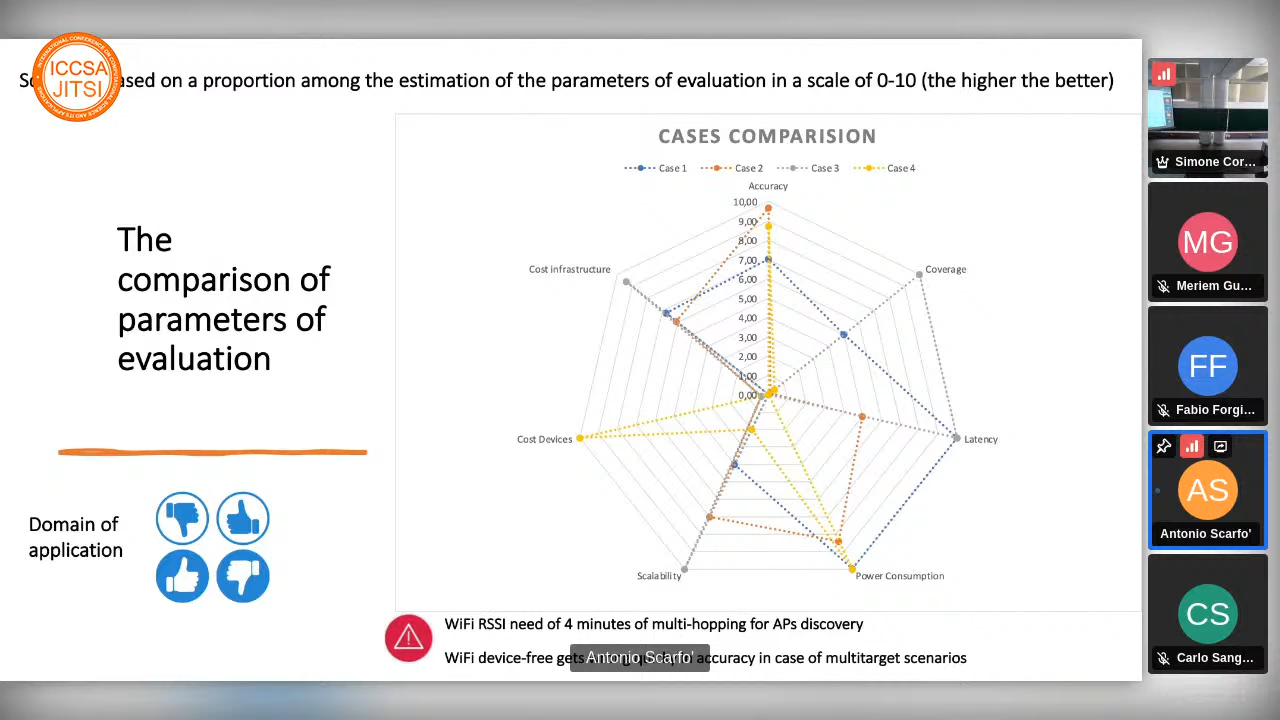 ased on a proportion among the estimation of the parameters of evaluation in a scale of 0-10 (the higher the better)
ICCSA
JITSI
The
comparison of
parameters of
evaluation
Domain of
application
CASES COMPARISION
Case 1
Case 2
Case 3
Case 4
Accuracy
Coverage
Latency
Power Consumption
Scalability
Cost Devices
Cost infrastructure
10,00
9,00
8,00
7,00
6,00
5,00
4,00
3,00
2,00
1,00
0,00
WiFi RSSI need of 4 minutes of multi-hopping for APs discovery
WiFi device-free gets accuracy in case of multitarget scenarios
Antonio Scarfo'
Simone Cor...
MG
Meriem Gu...
FF
Fabio Forgi...
AS
Antonio Scarfo'
CS
Carlo Sang...